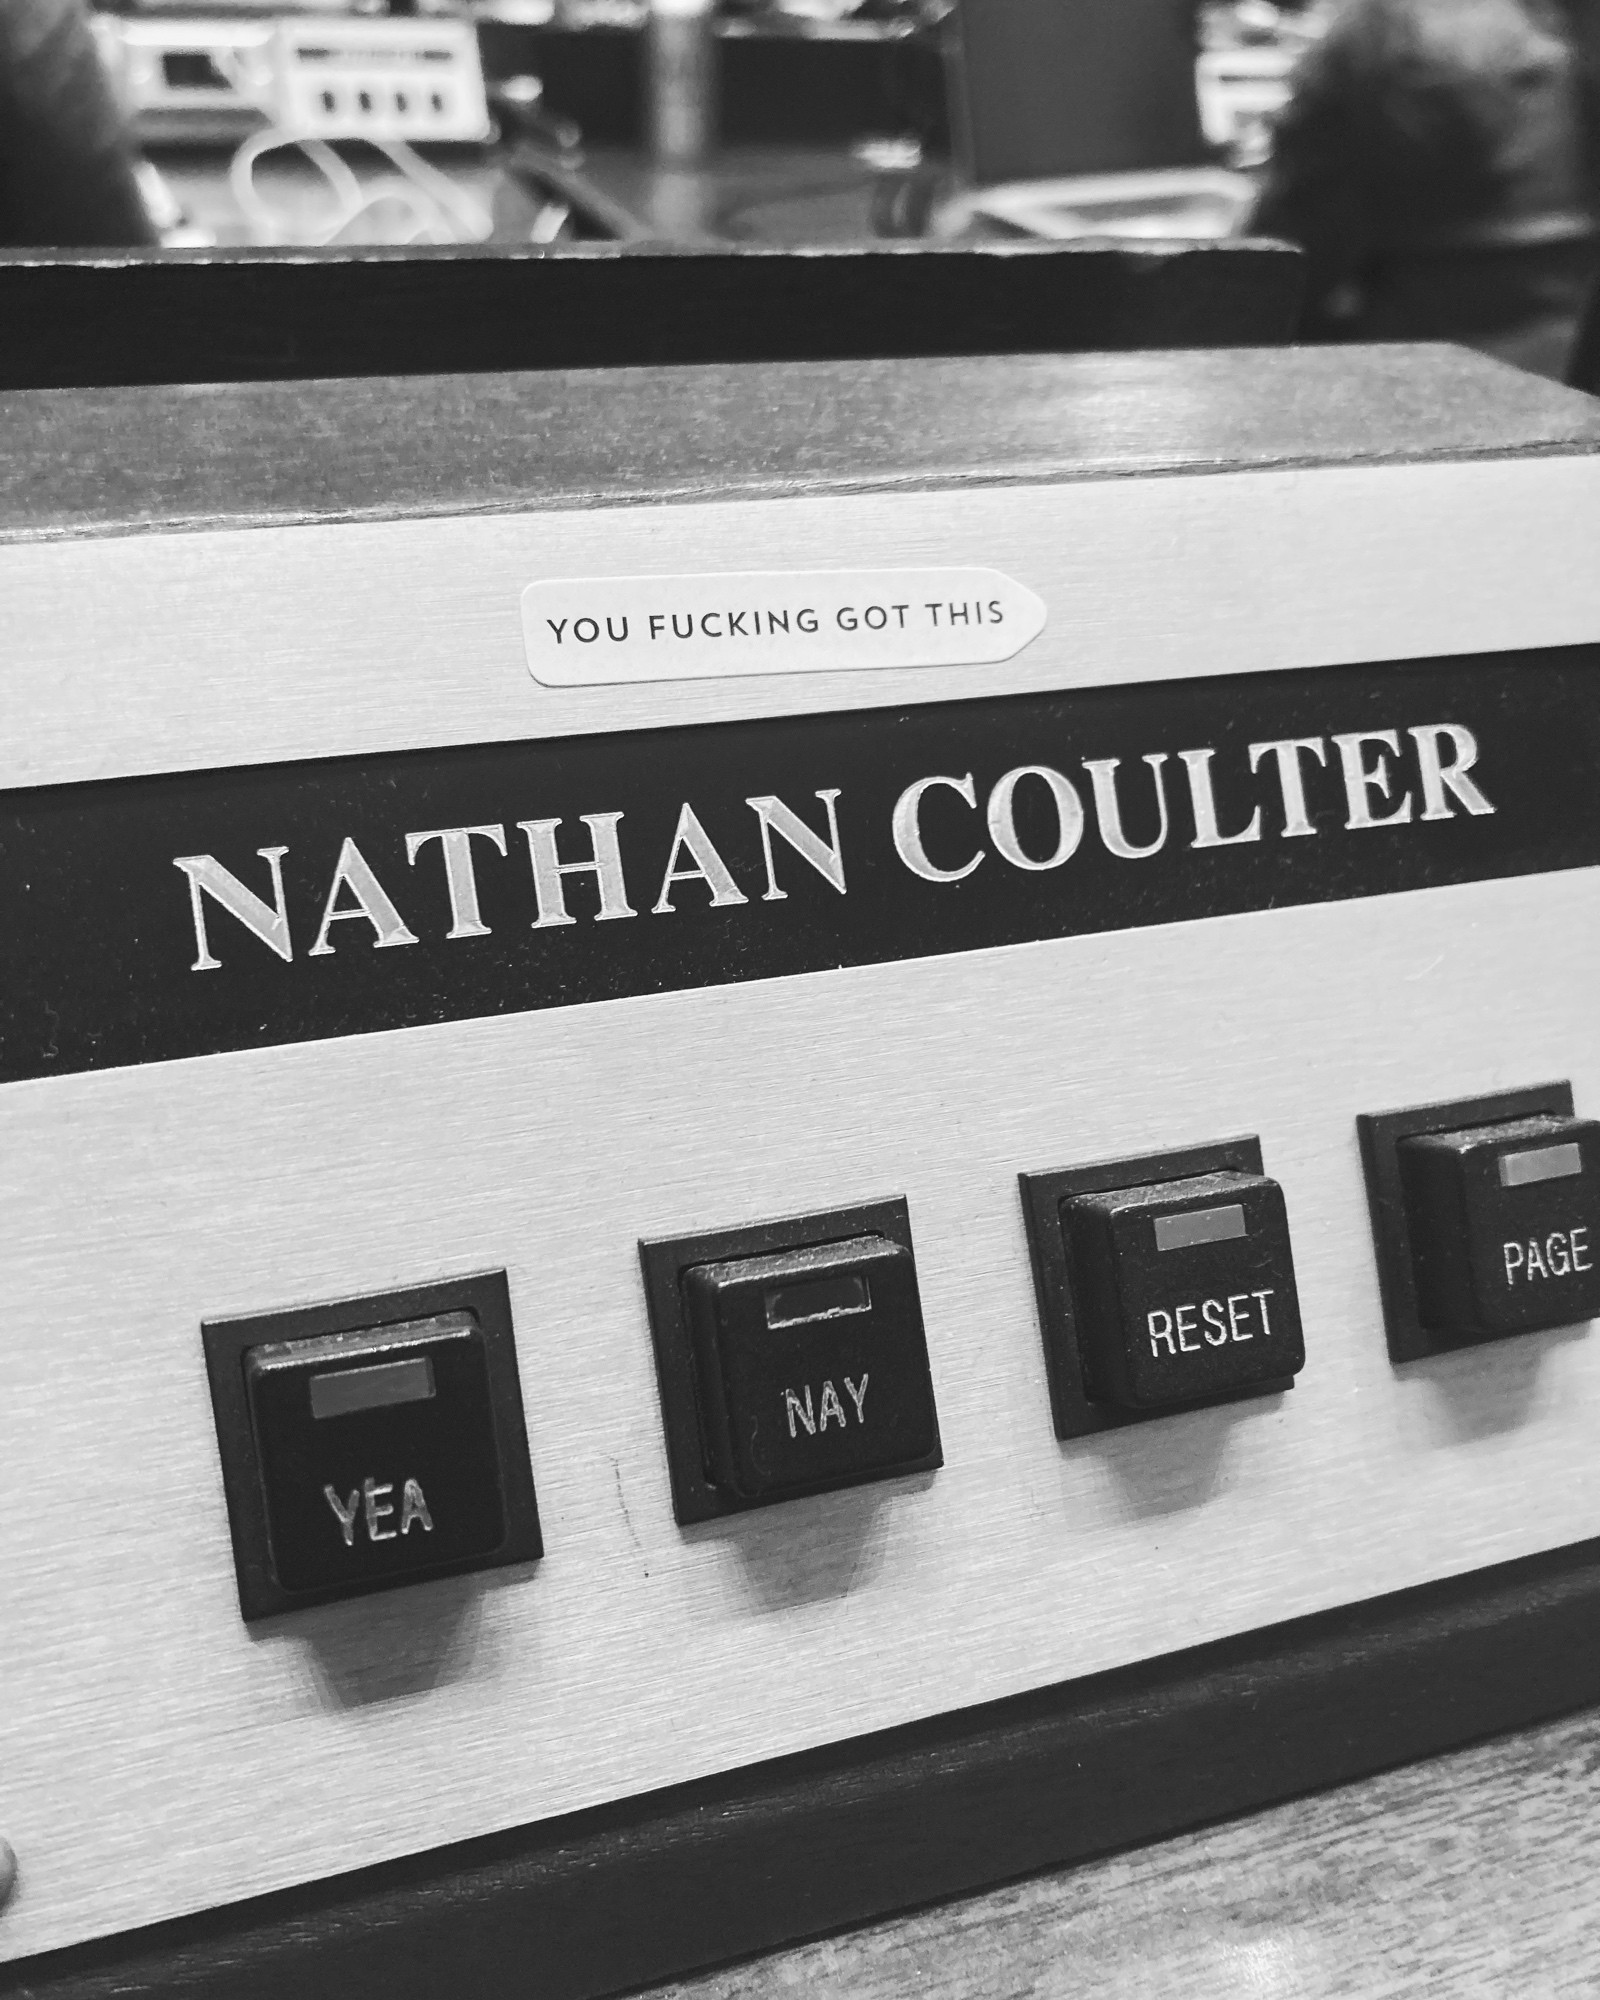 YOU FUCKING GOT THIS
NATHAN COULTER
YEA NAY RESET PAGE